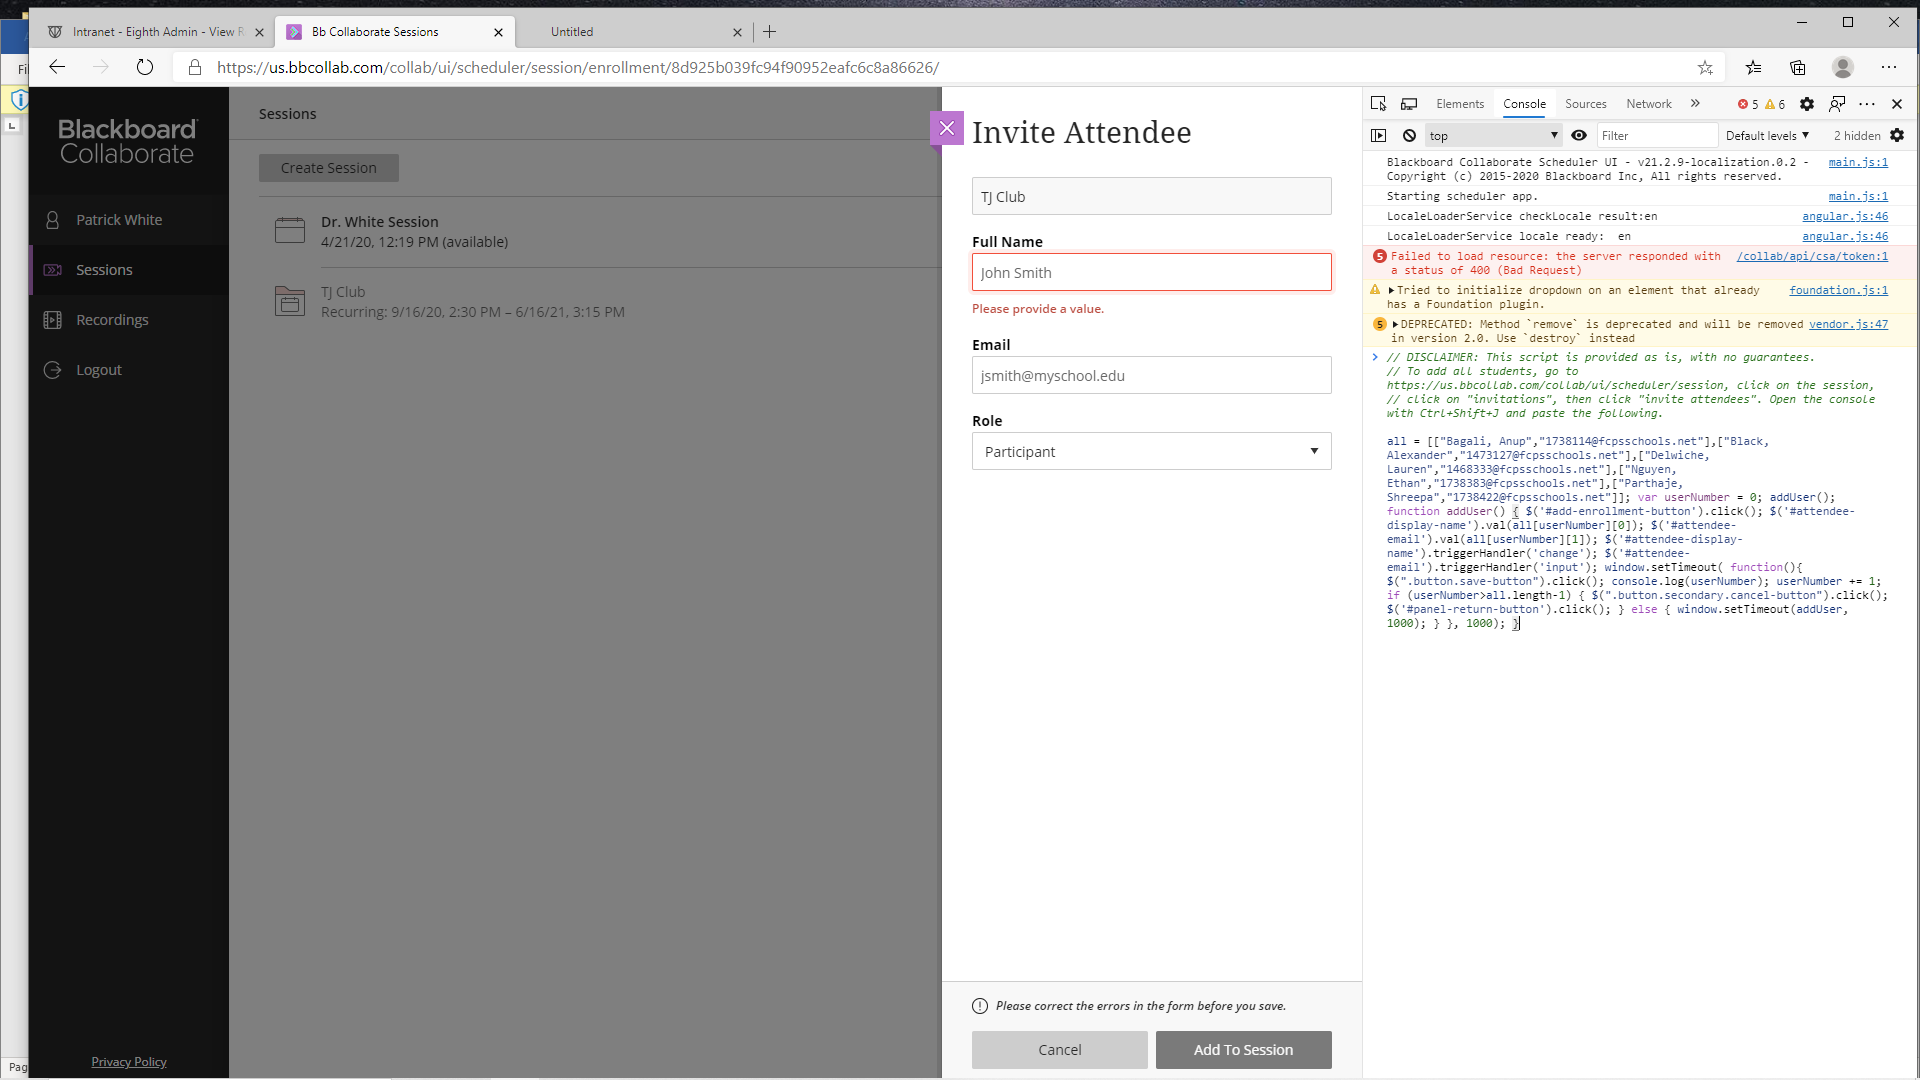 Intranet - Eighth Admin - View R
Bb Collaborate Sessions
Untitled
https://us.bbcollab.com/collab/ui/scheduler/session/enrollment/8d925b039fc94f90952eafc6c8a86626/
Fi
Blackboard
Collaborate
Patrick White
Sessions
Recordings
Logout
Privacy Policy
Pag
Sessions
Create Session
Dr. White Session
4/21/20, 12:19 PM (available)
TJ Club
Recurring: 9/16/20, 2:30 PM – 6/16/21, 3:15 PM
Invite Attendee
TJ Club
Full Name
John Smith
Please provide a value.
Email
jsmith@myschool.edu
Role
Participant
Please correct the errors in the form before you save.
Cancel
Add To Session
Elements Console Sources Network » 5 6
top Filter Default levels 2 hidden
Blackboard Collaborate Scheduler UI - v21.2.9-localization.0.2 - main.js:1
Copyright (c) 2015-2020 Blackboard Inc, All rights reserved.
Starting scheduler app. main.js:1
LocaleLoaderService checkLocale result:en angular.js:46
LocaleLoaderService locale ready: en angular.js:46
5 Failed to load resource: the server responded with /collab/api/csa/token:1
a status of 400 (Bad Request)
Tried to initialize dropdown on an element that already foundation.js:1
has a Foundation plugin.
5 DEPRECATED: Method `remove` is deprecated and will be removed vendor.js:47
in version 2.0. Use `destroy` instead
// DISCLAIMER: This script is provided as is, with no guarantees.
// To add all students, go to
https://us.bbcollab.com/collab/ui/scheduler/session, click on the session,
// click on "invitations", then click "invite attendees". Open the console
with Ctrl+Shift+J and paste the following.
all = [["Bagali, Anup","1738114@fcpsschools.net"],["Black,
Alexander","1473127@fcpsschools.net"],["Delwiche,
Lauren","1468333@fcpsschools.net"],["Nguyen,
Ethan","1738383@fcpsschools.net"],["Parthaje,
Shreepa","1738422@fcpsschools.net"]]; var userNumber = 0; addUser();
function addUser() { $('#add-enrollment-button').click(); $('#attendee-
display-name').val(all[userNumber][0]); $('#attendee-
email').val(all[userNumber][1]); $('#attendee-display-
name').triggerHandler('change'); $('#attendee-
email').triggerHandler('input'); window.setTimeout( function(){
$(".button.save-button").click(); console.log(userNumber); userNumber += 1;
if (userNumber>all.length-1) { $(".button.secondary.cancel-button").click();
$('#panel-return-button').click(); } else { window.setTimeout(addUser,
1000); } }, 1000); }